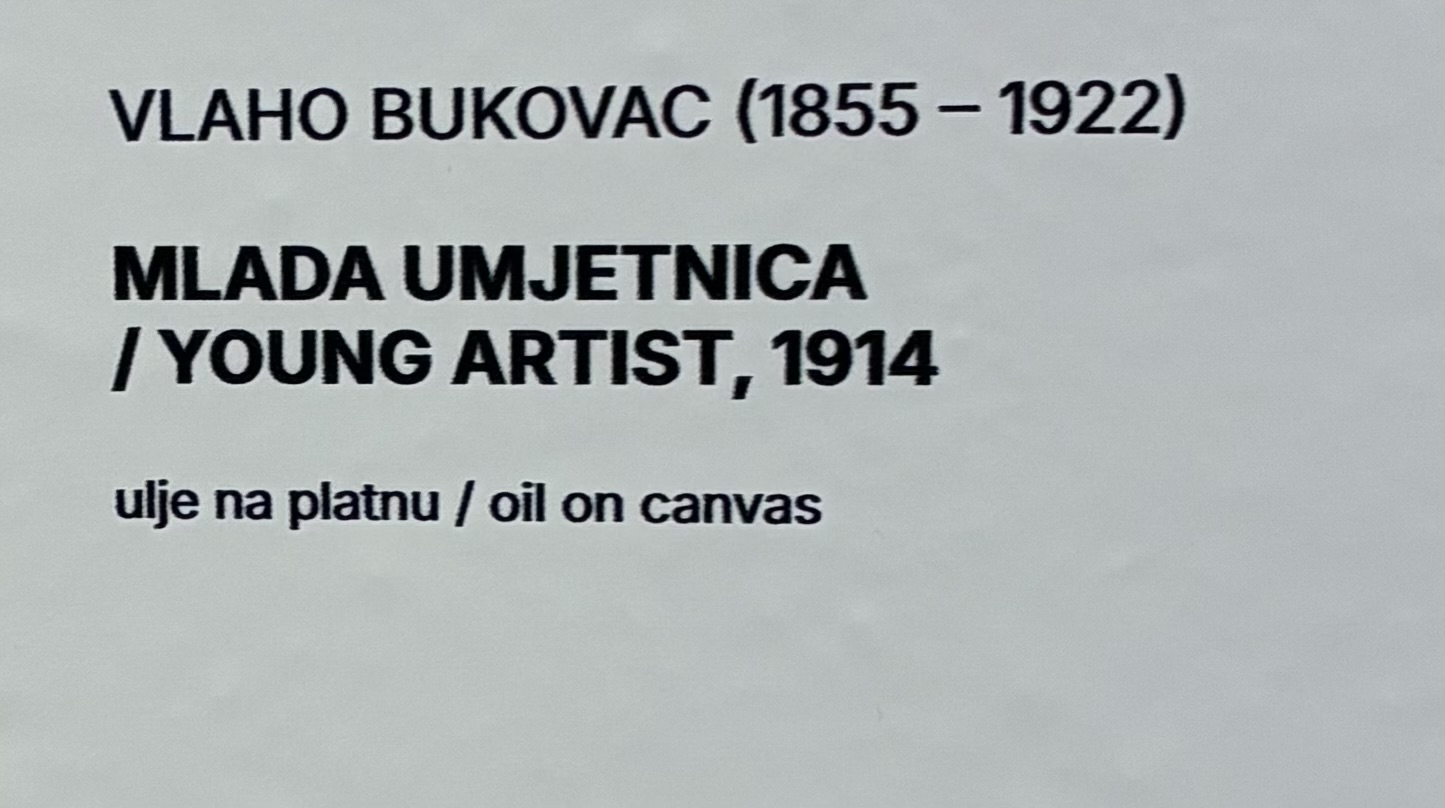 VLAHO BUKOVAC (1855 – 1922)
MLADA UMJETNICA
/ YOUNG ARTIST, 1914
ulje na platnu / oil on canvas